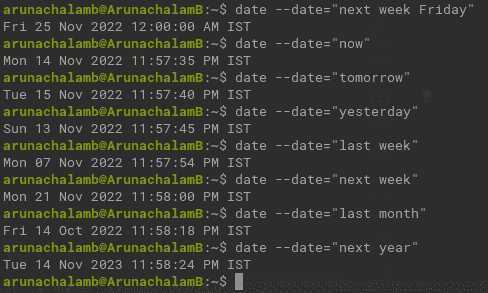 arunachalamb@ArunachalamB:~$ date --date="next week Friday"
Fri 25 Nov 2022 12:00:00 AM IST
arunachalamb@ArunachalamB:~$ date --date="now"
Mon 14 Nov 2022 11:57:35 PM IST
arunachalamb@ArunachalamB:~$ date --date="tomorrow"
Tue 15 Nov 2022 11:57:40 PM IST
arunachalamb@ArunachalamB:~$ date --date="yesterday"
Sun 13 Nov 2022 11:57:45 PM IST
arunachalamb@ArunachalamB:~$ date --date="last week"
Mon 07 Nov 2022 11:57:54 PM IST
arunachalamb@ArunachalamB:~$ date --date="next week"
Mon 21 Nov 2022 11:58:00 PM IST
arunachalamb@ArunachalamB:~$ date --date="last month"
Fri 14 Oct 2022 11:58:18 PM IST
arunachalamb@ArunachalamB:~$ date --date="next year"
Tue 14 Nov 2023 11:58:24 PM IST
arunachalamb@ArunachalamB:~$